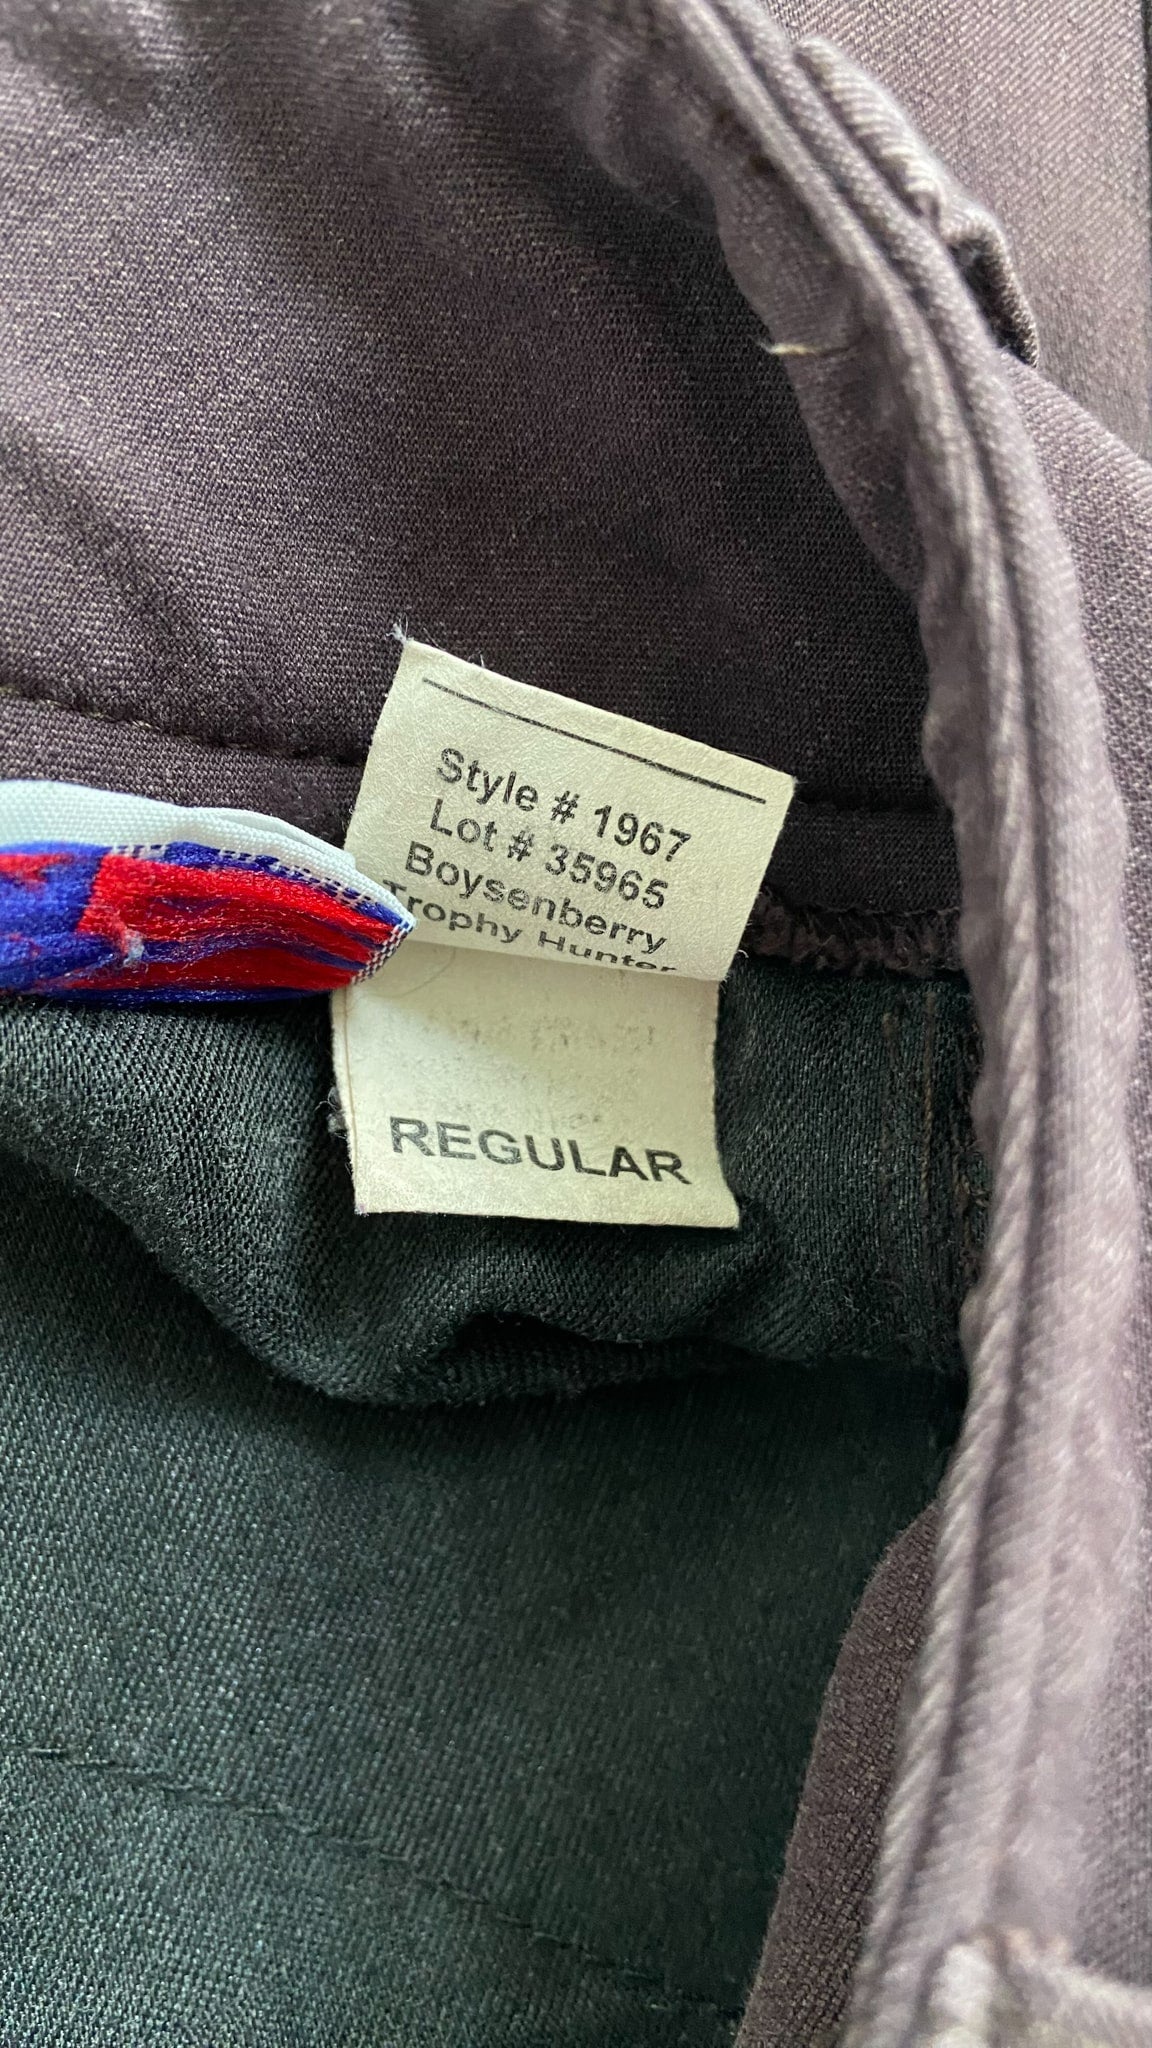 Style # 1967
Lot # 35965
Boysenberry
Trophy Hunter
REGULAR